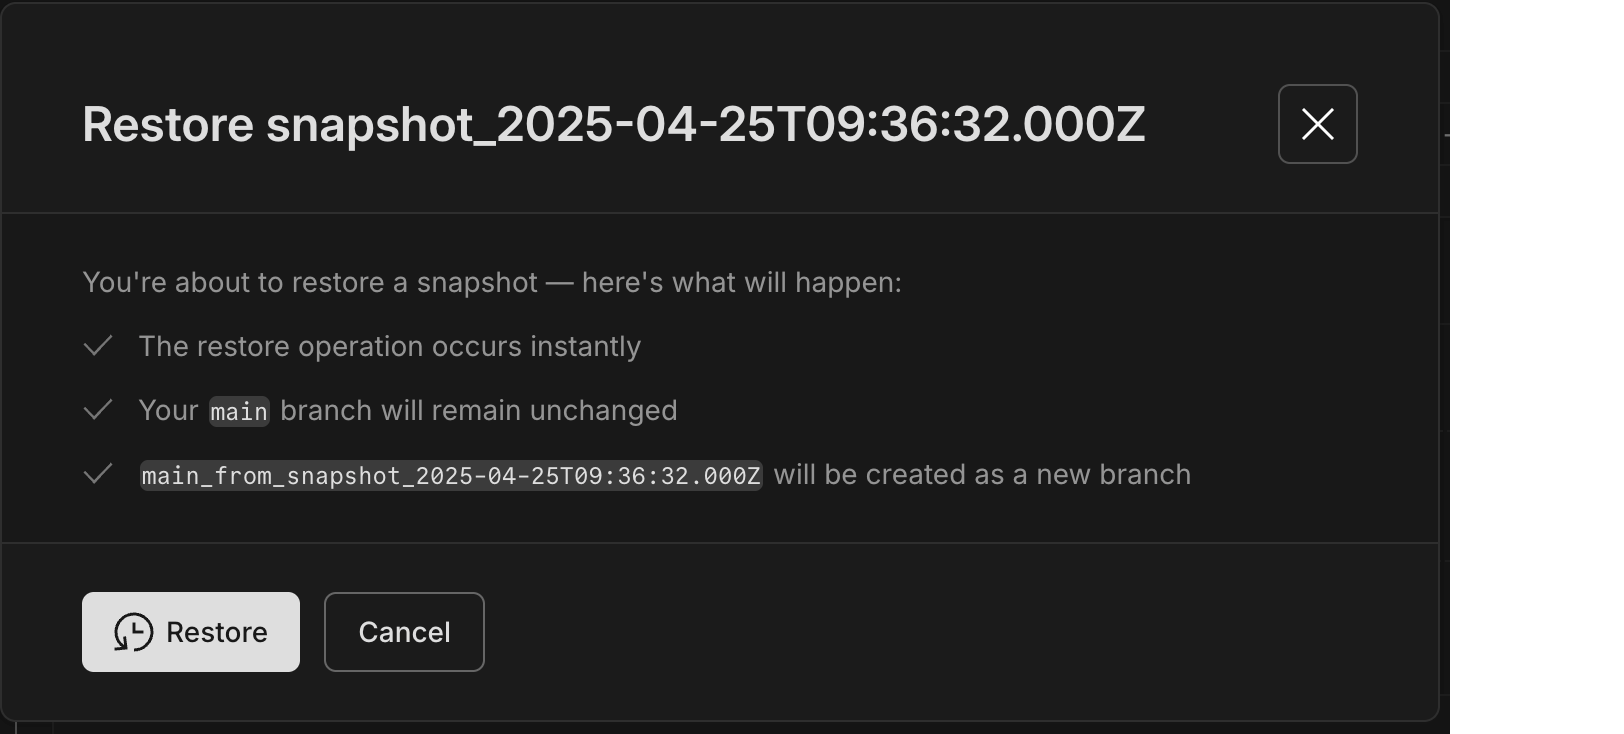 Restore snapshot_2025-04-25T09:36:32.000Z
You're about to restore a snapshot — here's what will happen:
The restore operation occurs instantly
Your main branch will remain unchanged
main_from_snapshot_2025-04-25T09:36:32.000Z will be created as a new branch
Restore
Cancel